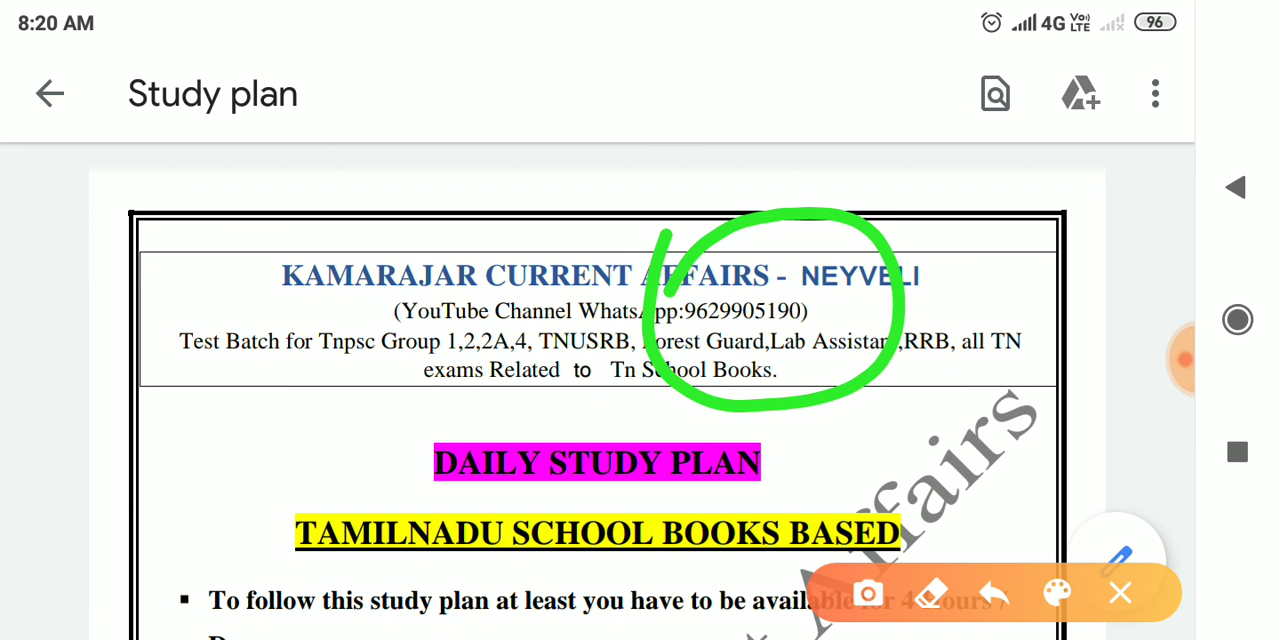 8:20 AM
4G Vo) LTE 96
Study plan
KAMARAJAR CURRENT AFFAIRS - NEYVELI
(YouTube Channel WhatsApp:9629905190)
Test Batch for Tnpsc Group 1,2,2A,4, TNUSRB, Forest Guard,Lab Assistant,RRB, all TN
exams Related to Tn School Books.
DAILY STUDY PLAN
TAMILNADU SCHOOL BOOKS BASED
Affairs
To follow this study plan at least you have to be available for 4 hours /